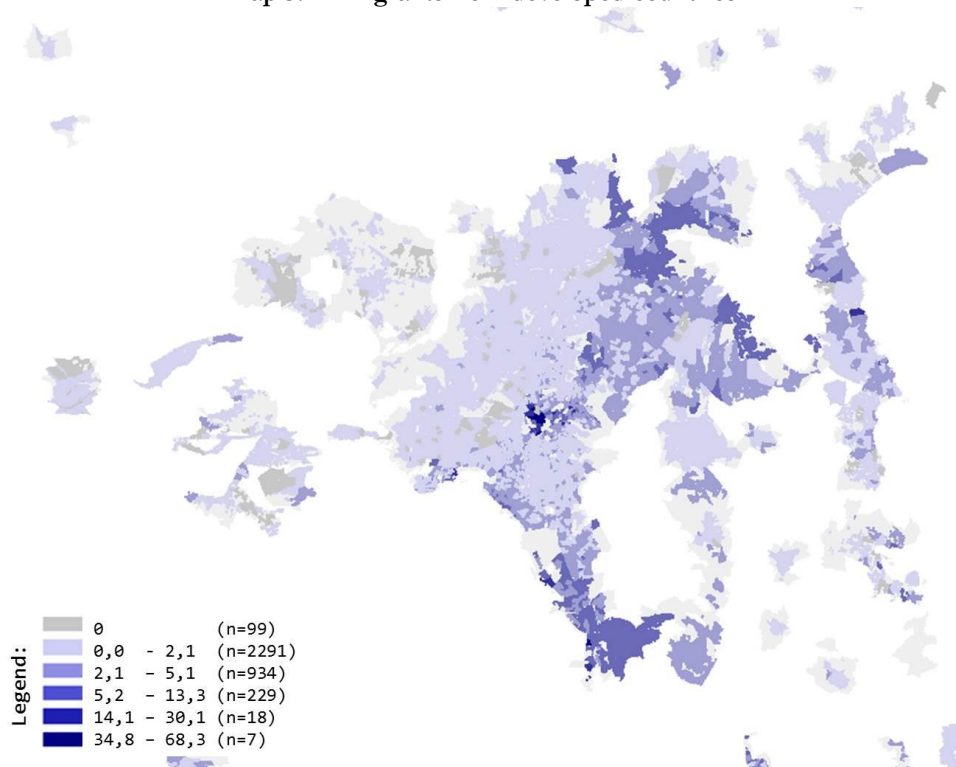 Legend:
0 (n=99)
0,0 - 2,1 (n=2291)
2,1 - 5,1 (n=934)
5,2 - 13,3 (n=229)
14,1 - 30,1 (n=18)
34,8 - 68,3 (n=7)